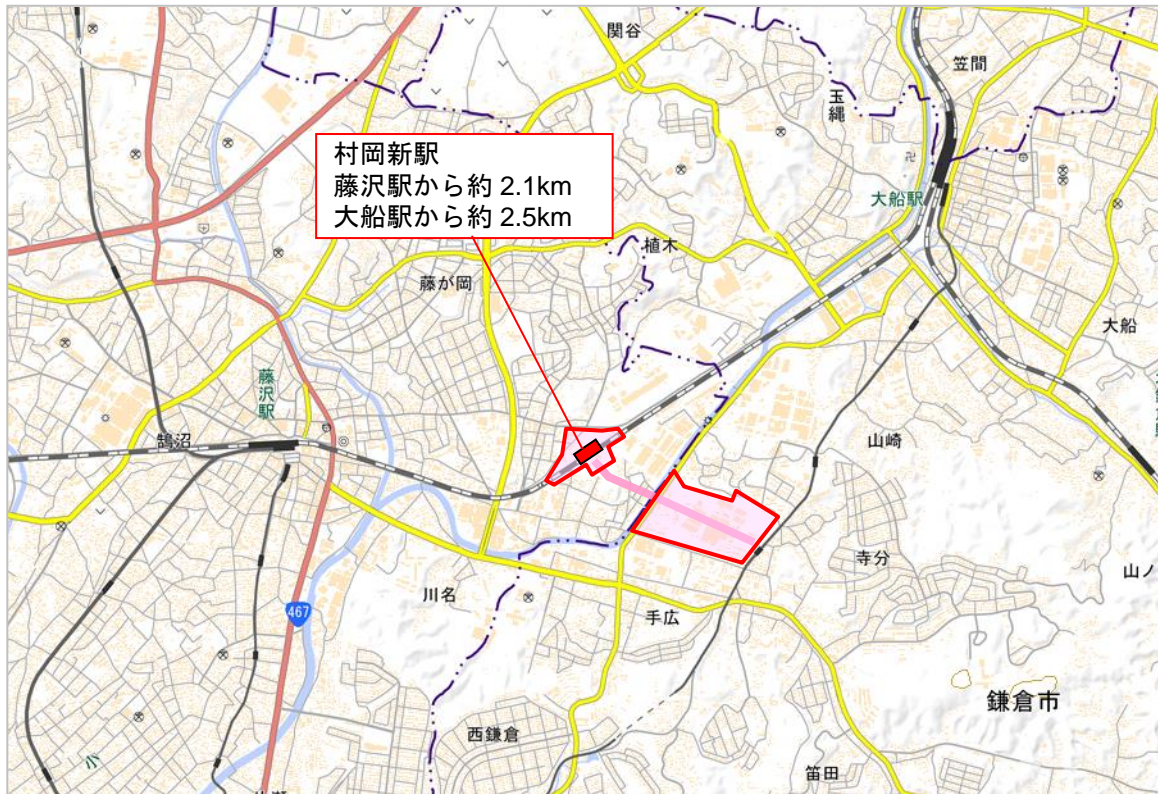 関谷
笠間
玉縄
村岡新駅
藤沢駅から約 2.1km
大船駅から約 2.5km
大船駅
植木
藤が岡
大船
藤沢駅
鵠沼
山崎
寺分
山ノ
川名
手広
467
鎌倉市
西鎌倉
笛田
小